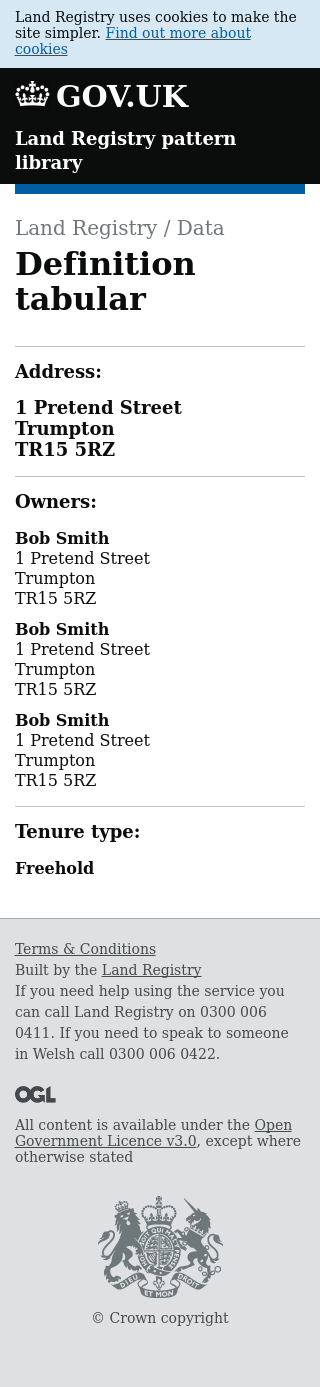 Land Registry uses cookies to make the
site simpler. Find out more about
cookies
GOV.UK
Land Registry pattern
library
Land Registry / Data
Definition
tabular
Address:
1 Pretend Street
Trumpton
TR15 5RZ
Owners:
Bob Smith
1 Pretend Street
Trumpton
TR15 5RZ
Bob Smith
1 Pretend Street
Trumpton
TR15 5RZ
Bob Smith
1 Pretend Street
Trumpton
TR15 5RZ
Tenure type:
Freehold
Terms & Conditions
Built by the Land Registry
If you need help using the service you
can call Land Registry on 0300 006
0411. If you need to speak to someone
in Welsh call 0300 006 0422.
OGL
All content is available under the Open
Government Licence v3.0, except where
otherwise stated
DIEU ET MON DROIT
© Crown copyright